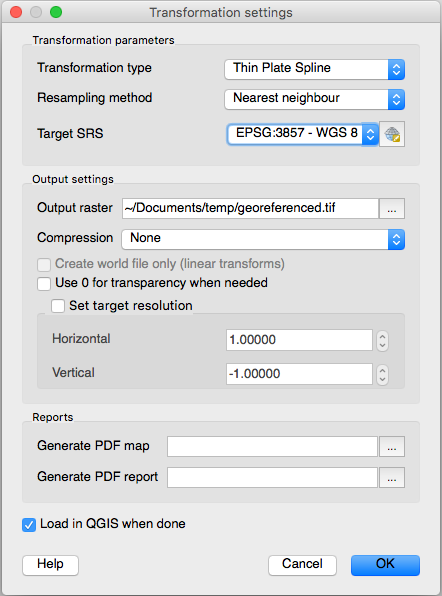 Transformation settings
Transformation parameters
Transformation type Thin Plate Spline
Resampling method Nearest neighbour
Target SRS EPSG:3857 - WGS 8
Output settings
Output raster ~/Documents/temp/georeferenced.tif ...
Compression None
Create world file only (linear transforms)
Use 0 for transparency when needed
Set target resolution
Horizontal 1.00000
Vertical -1.00000
Reports
Generate PDF map ...
Generate PDF report ...
Load in QGIS when done
Help Cancel OK